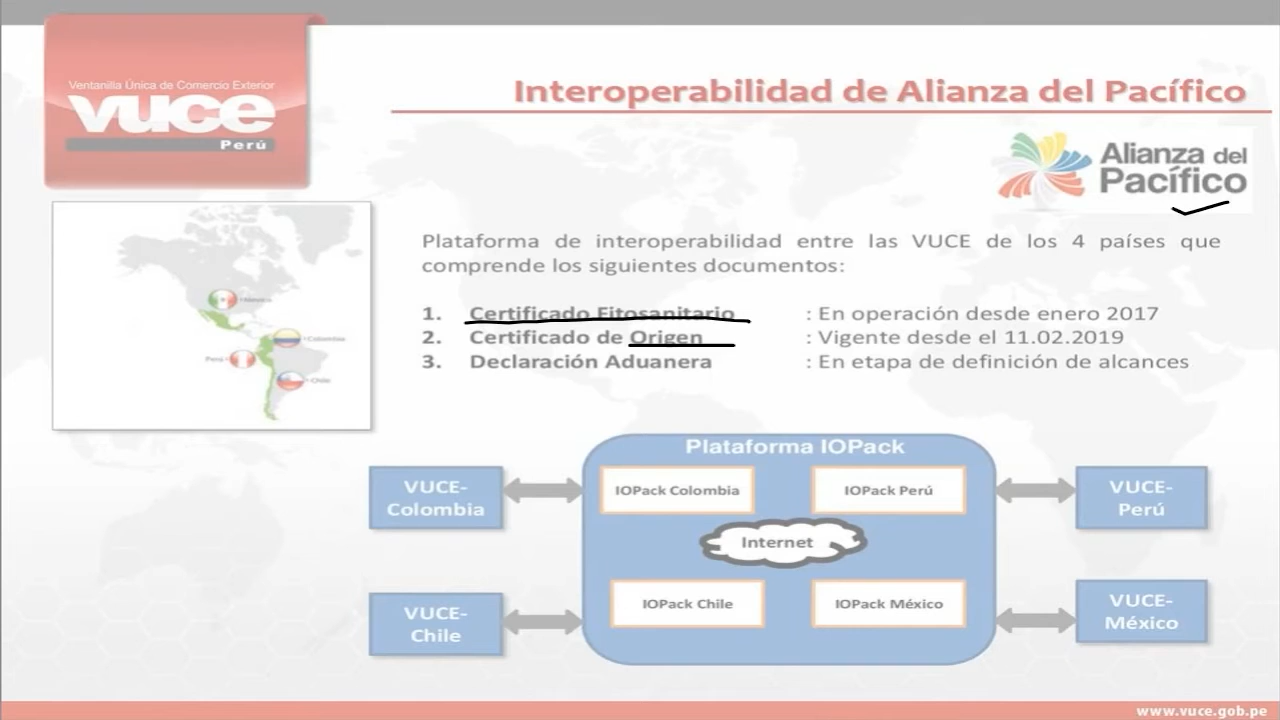 Ventanilla Única de Comercio Exterior
vuce
Perú
Interoperabilidad de Alianza del Pacífico
Alianza del
Pacífico
Plataforma de interoperabilidad entre las VUCE de los 4 países que
comprende los siguientes documentos:
1. Certificado Fitosanitario : En operación desde enero 2017
2. Certificado de Origen : Vigente desde el 11.02.2019
3. Declaración Aduanera : En etapa de definición de alcances
México
Colombia
Perú
Chile
Plataforma IOPack
VUCE-
Colombia
IOPack Colombia
IOPack Perú
VUCE-
Perú
Internet
VUCE-
Chile
IOPack Chile
IOPack México
VUCE-
México
www.vuce.gob.pe